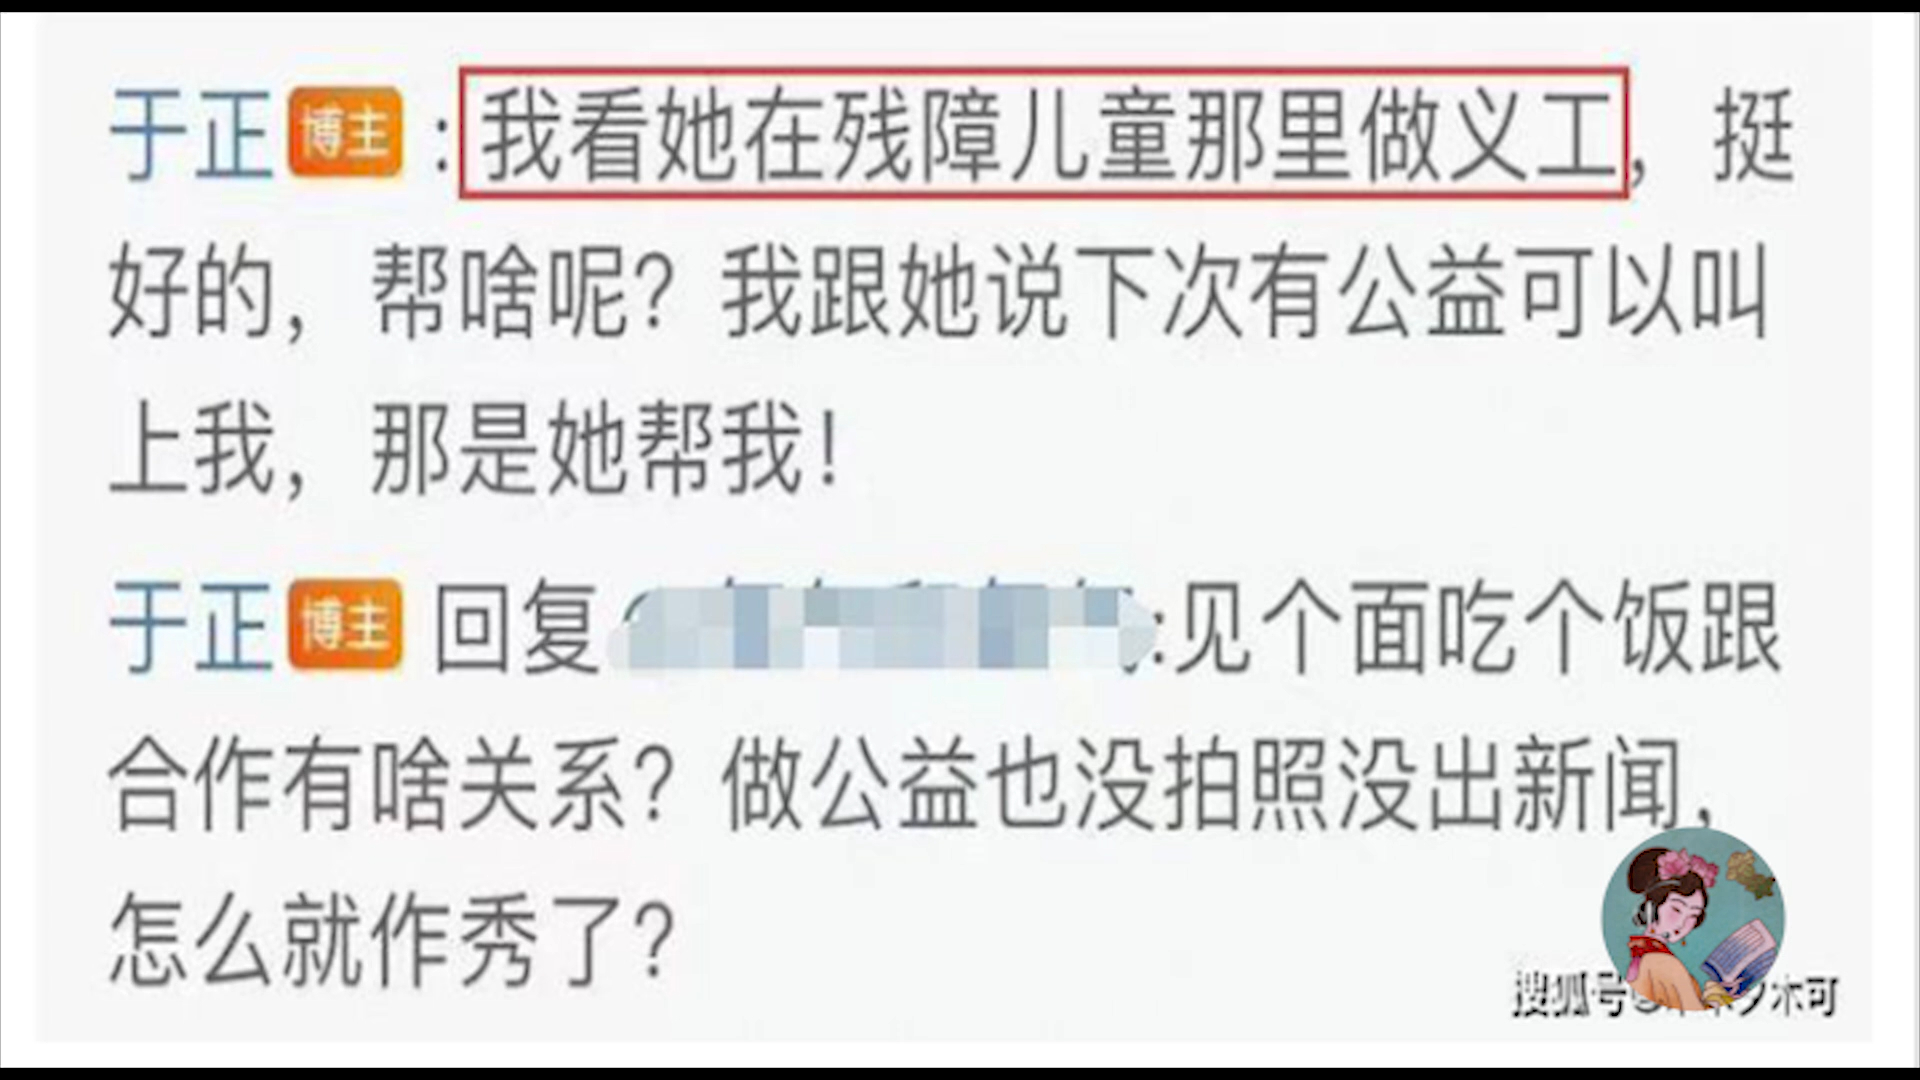 于正 博主 :我看她在残障儿童那里做义工，挺
好的，帮啥呢？我跟她说下次有公益可以叫
上我，那是她帮我！
于正 博主 回复 :见个面吃个饭跟
合作有啥关系？做公益也没拍照没出新闻，
怎么就作秀了？
搜狐号@ 夕木可